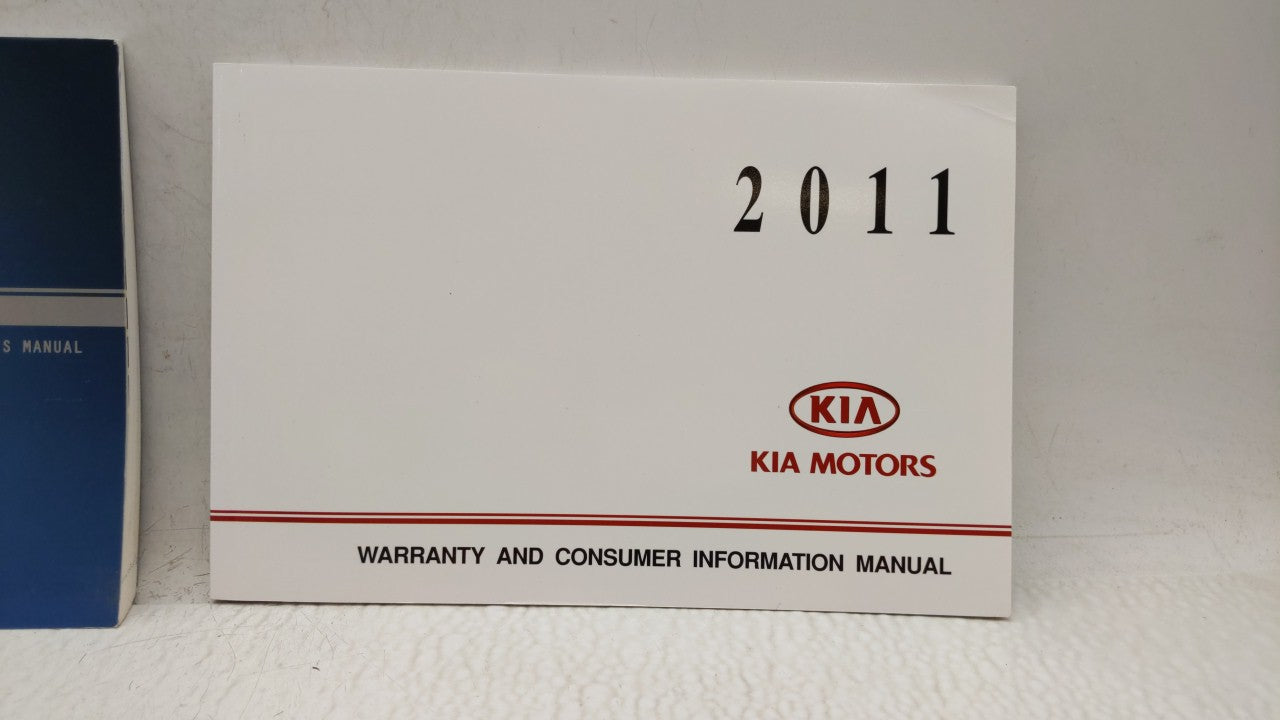 S MANUAL
2011
KIA
KIA MOTORS
WARRANTY AND CONSUMER INFORMATION MANUAL